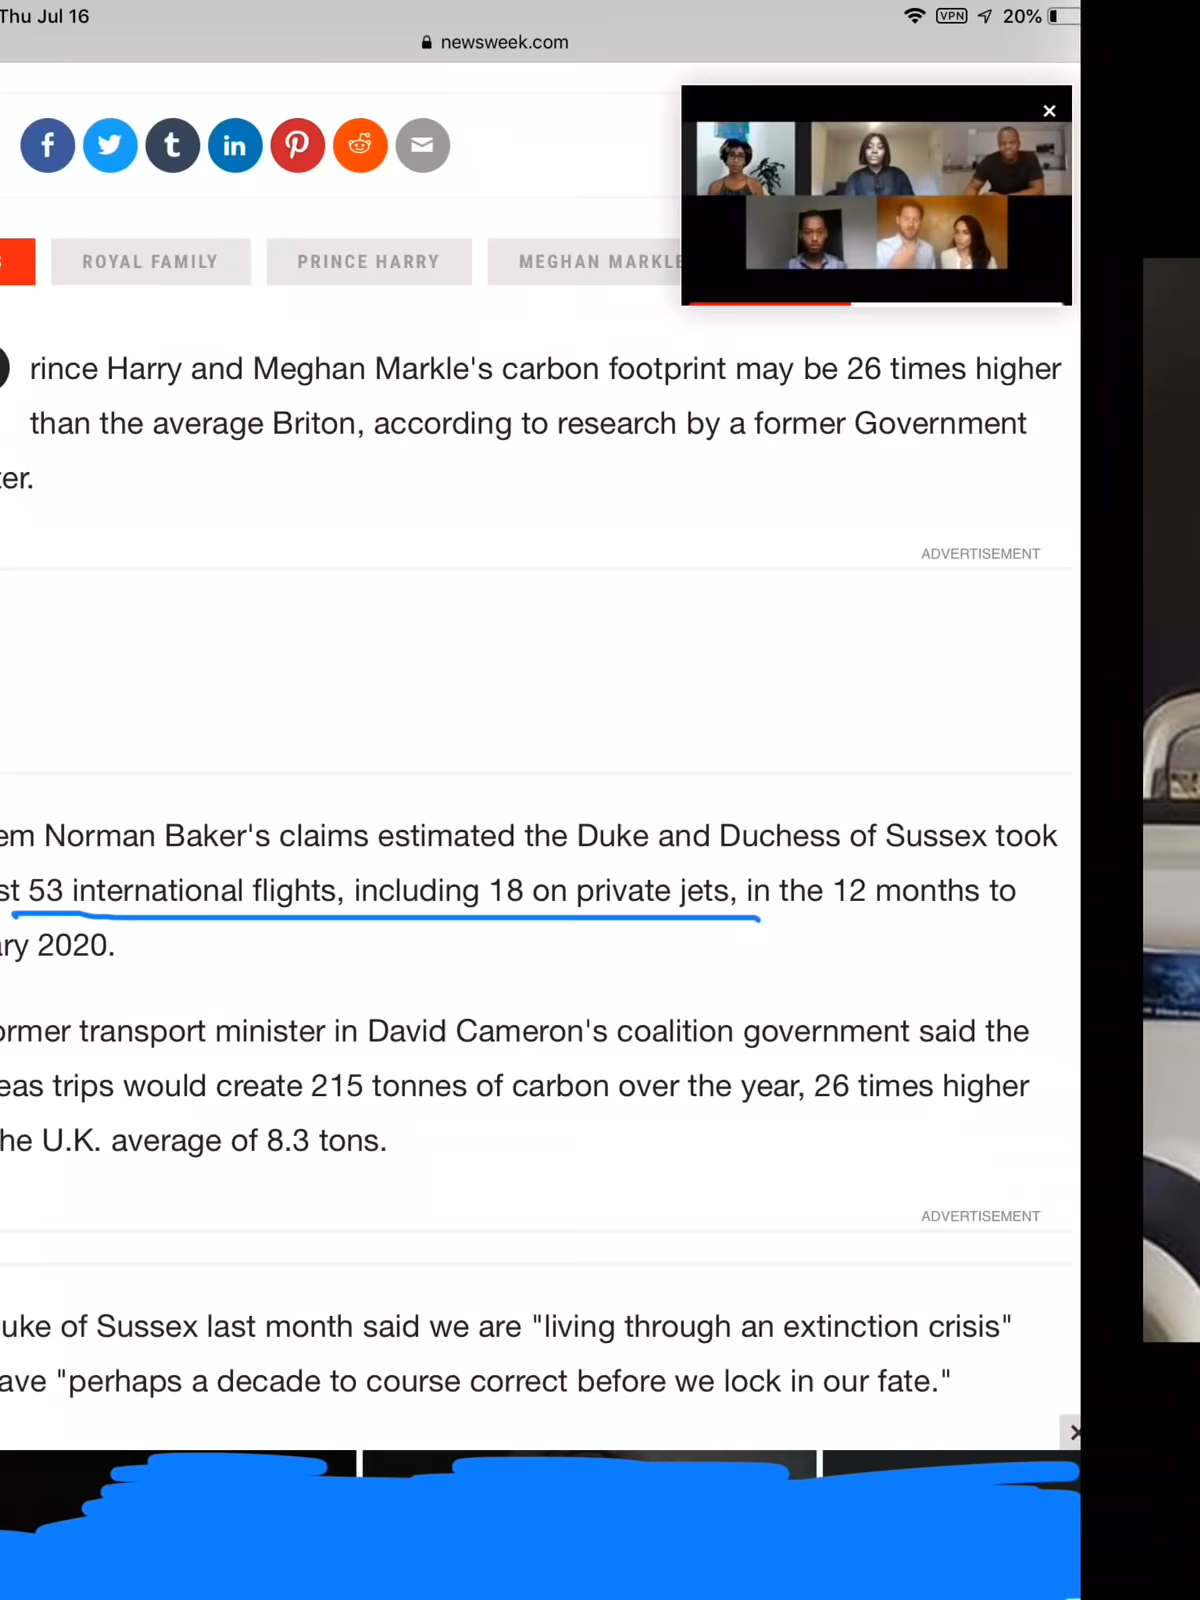 Thu Jul 16
VPN 20%
newsweek.com
ROYAL FAMILY PRINCE HARRY MEGHAN MARKLE
rince Harry and Meghan Markle's carbon footprint may be 26 times higher
than the average Briton, according to research by a former Government
er.
ADVERTISEMENT
em Norman Baker's claims estimated the Duke and Duchess of Sussex took
st 53 international flights, including 18 on private jets, in the 12 months to
ary 2020.
ormer transport minister in David Cameron's coalition government said the
eas trips would create 215 tonnes of carbon over the year, 26 times higher
he U.K. average of 8.3 tons.
ADVERTISEMENT
uke of Sussex last month said we are "living through an extinction crisis"
ave "perhaps a decade to course correct before we lock in our fate."